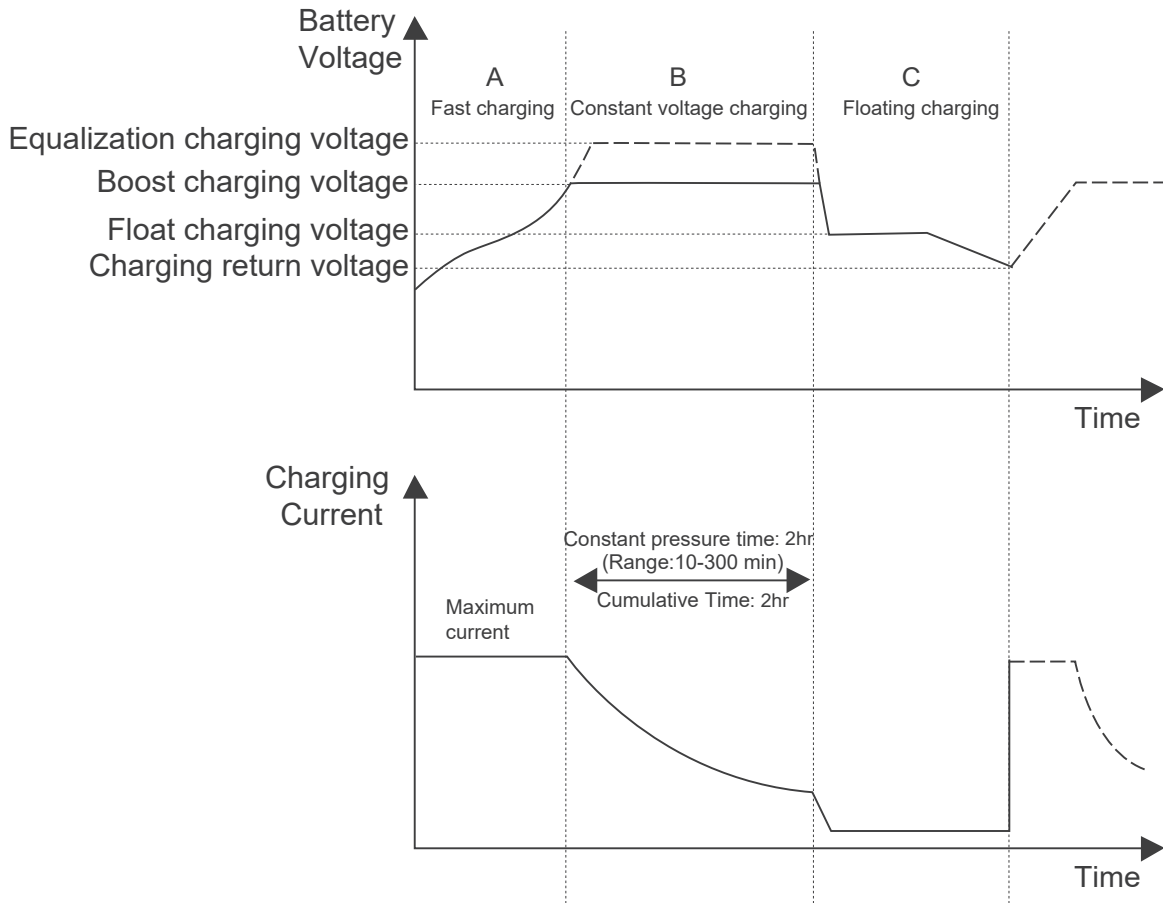 Battery
Voltage
A
B
C
Fast charging
Constant voltage charging
Floating charging
Equalization charging voltage
Boost charging voltage
Float charging voltage
Charging return voltage
Time
Charging
Current
Constant pressure time: 2hr
(Range:10-300 min)
Cumulative Time: 2hr
Maximum
current
Time